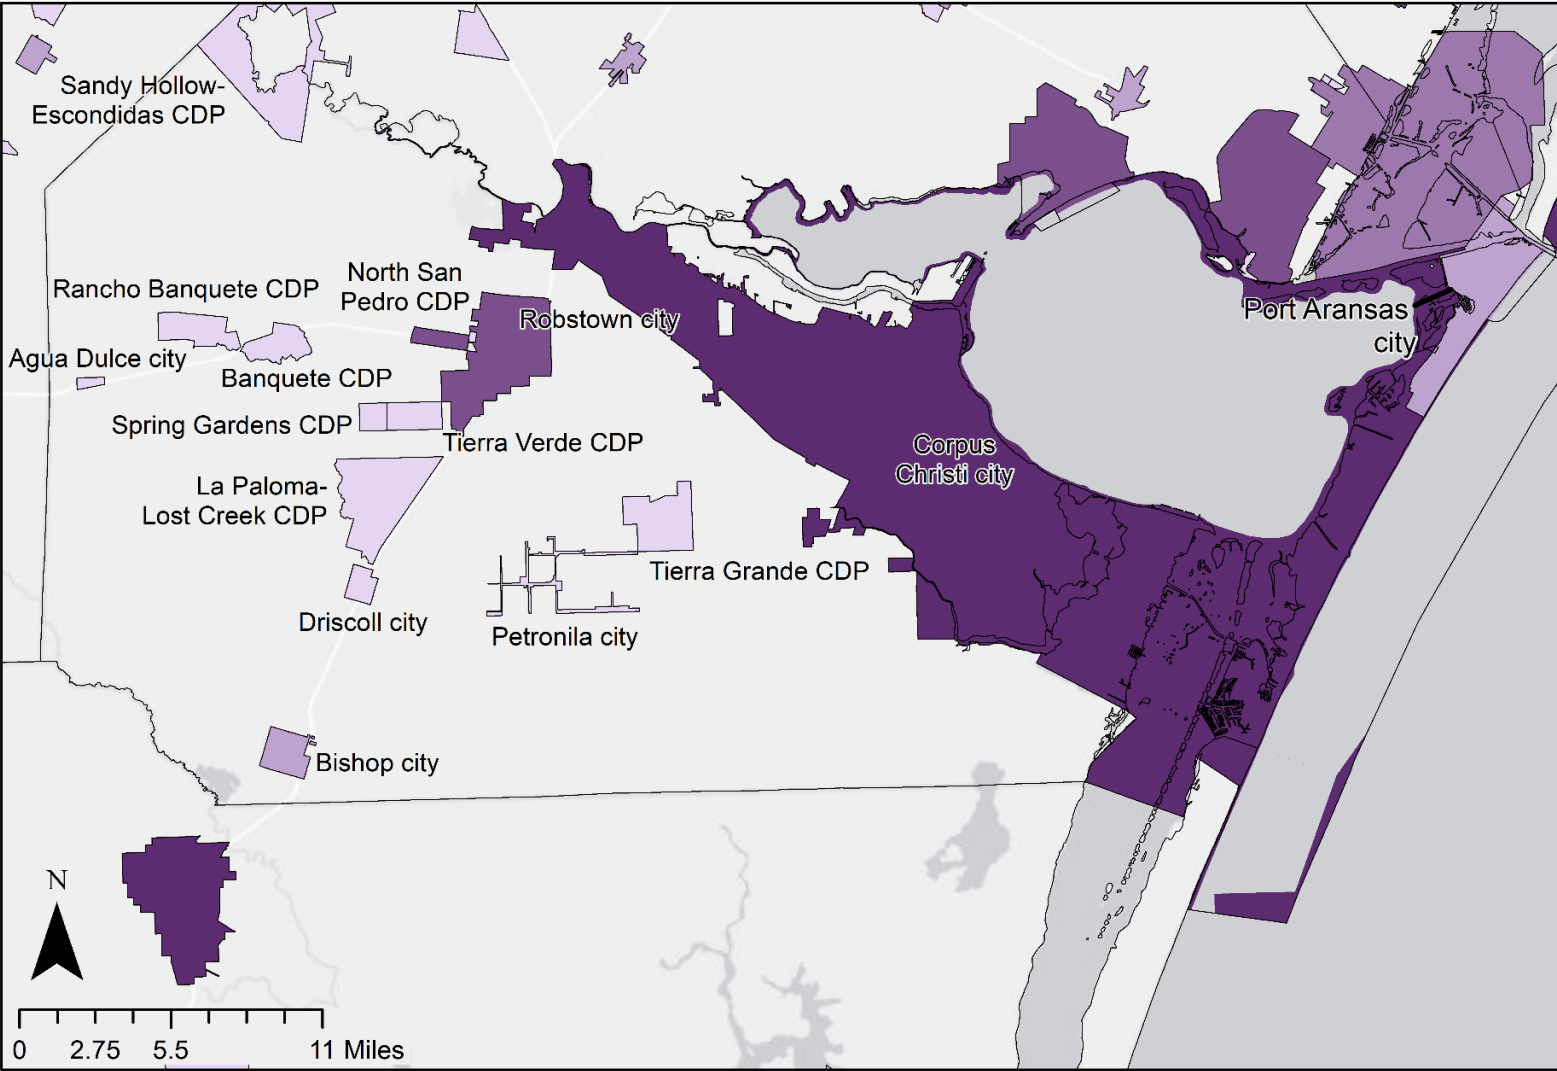 Sandy Hollow-
Escondidas CDP
Rancho Banquete CDP
North San
Pedro CDP
Robstown city
Port Aransas
city
Agua Dulce city
Banquete CDP
Spring Gardens CDP
Tierra Verde CDP
Corpus
Christi city
La Paloma-
Lost Creek CDP
Tierra Grande CDP
Driscoll city
Petronila city
Bishop city
N
0 2.75 5.5 11 Miles